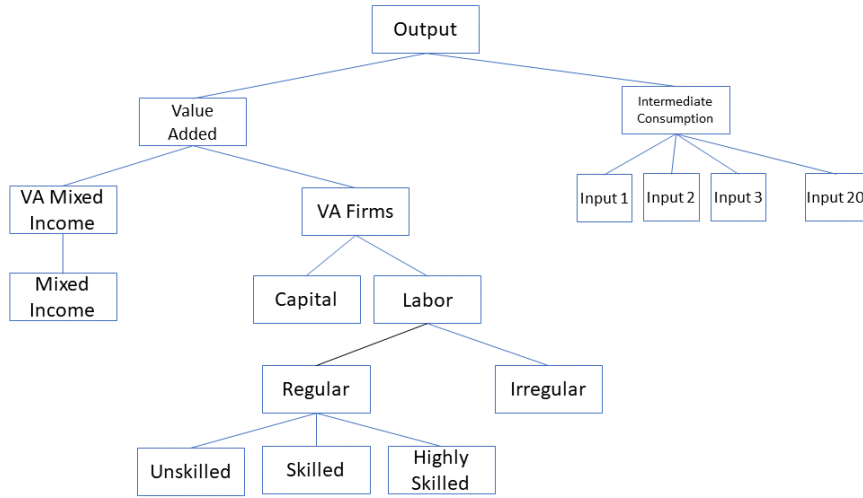 Output
Value
Added
Intermediate
Consumption
VA Mixed
Income
VA Firms
Input 1
Input 2
Input 3
Input 20
Mixed
Income
Capital
Labor
Regular
Irregular
Unskilled
Skilled
Highly
Skilled